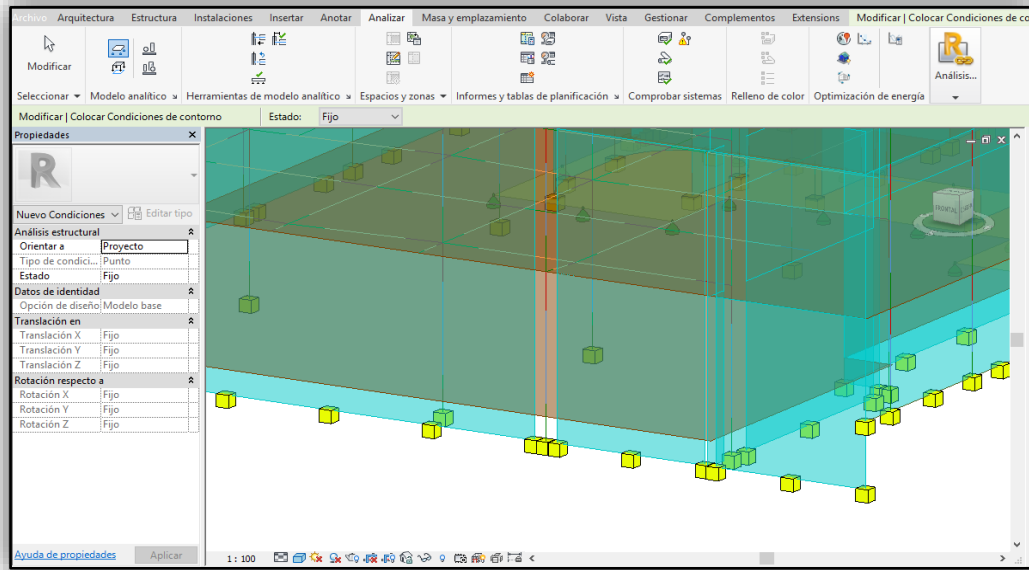 Archivo Arquitectura Estructura Instalaciones Insertar Anotar Analizar Masa y emplazamiento Colaborar Vista Gestionar Complementos Extensions Modificar | Colocar Condiciones de co
Modificar
Análisis...
Seleccionar Modelo analítico Herramientas de modelo analítico Espacios y zonas Informes y tablas de planificación Comprobar sistemas Relleno de color Optimización de energía
Modificar | Colocar Condiciones de contorno Estado: Fijo
Propiedades
R
Nuevo Condiciones Editar tipo
Análisis estructural
Orientar a Proyecto
Tipo de condici... Punto
Estado Fijo
Datos de identidad
Opción de diseño Modelo base
Translación en
Translación X Fijo
Translación Y Fijo
Translación Z Fijo
Rotación respecto a
Rotación X Fijo
Rotación Y Fijo
Rotación Z Fijo
FRONTAL
Ayuda de propiedades Aplicar
1 : 100